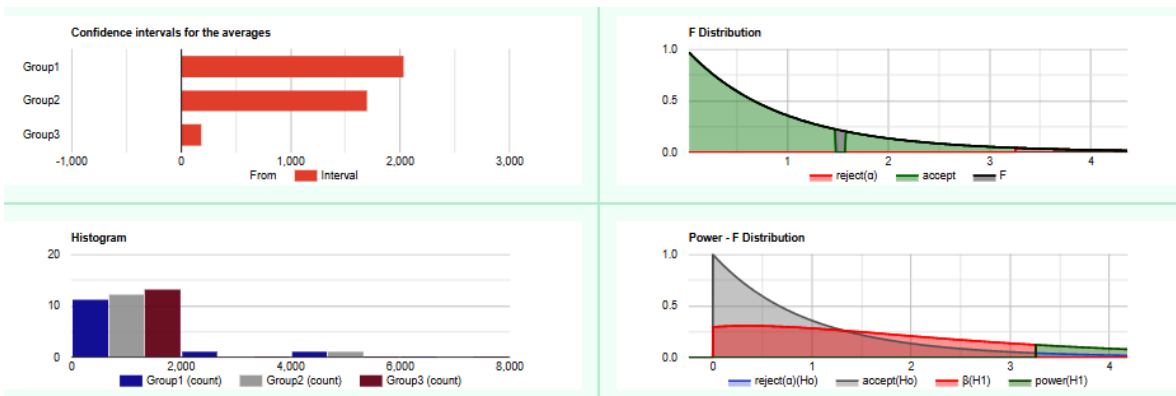 Confidence intervals for the averages
Group1
Group2
Group3
-1,000 0 1,000 2,000 3,000
From Interval
F Distribution
1.0
0.5
0.0
1 2 3 4
reject(α) accept F
Histogram
20
10
0
0 2,000 4,000 6,000 8,000
Group1 (count) Group2 (count) Group3 (count)
Power - F Distribution
1.0
0.5
0.0
0 1 2 3 4
reject(α)(Ho) accept(Ho) β(H1) power(H1)